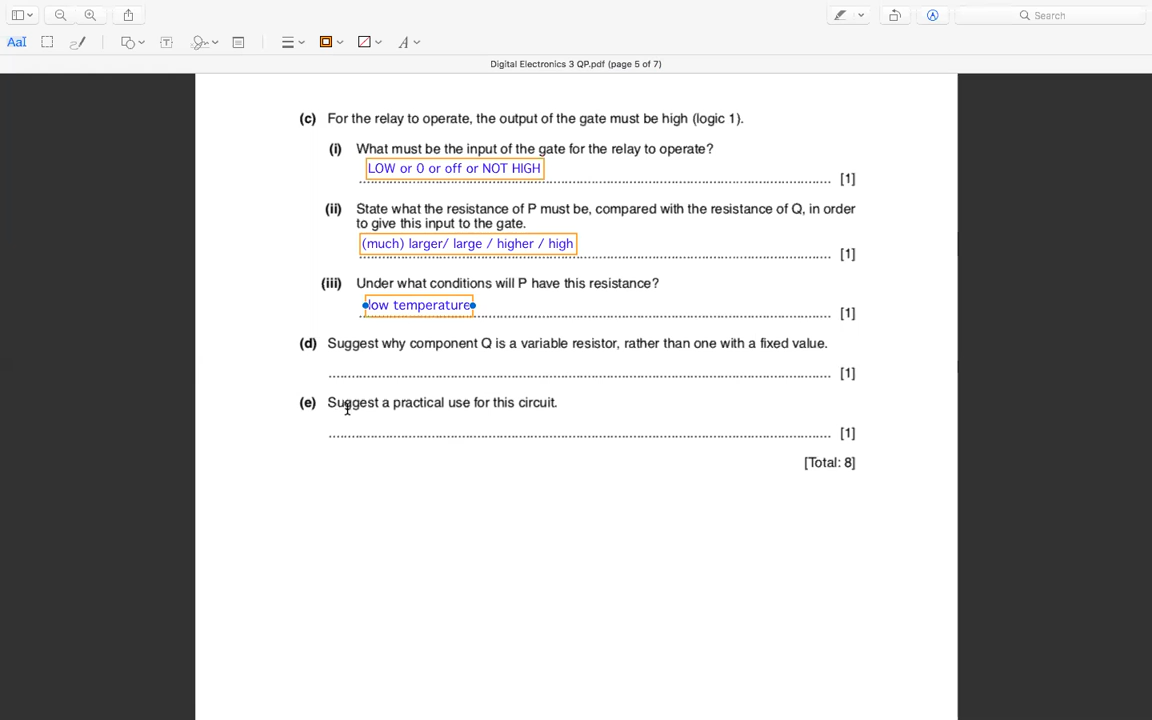 Search
AaI
Digital Electronics 3 QP.pdf (page 5 of 7)
(c) For the relay to operate, the output of the gate must be high (logic 1).
(i) What must be the input of the gate for the relay to operate?
LOW or 0 or off or NOT HIGH
[1]
(ii) State what the resistance of P must be, compared with the resistance of Q, in order
to give this input to the gate.
(much) larger/ large / higher / high
[1]
(iii) Under what conditions will P have this resistance?
low temperature
[1]
(d) Suggest why component Q is a variable resistor, rather than one with a fixed value.
[1]
(e) Suggest a practical use for this circuit.
[1]
[Total: 8]